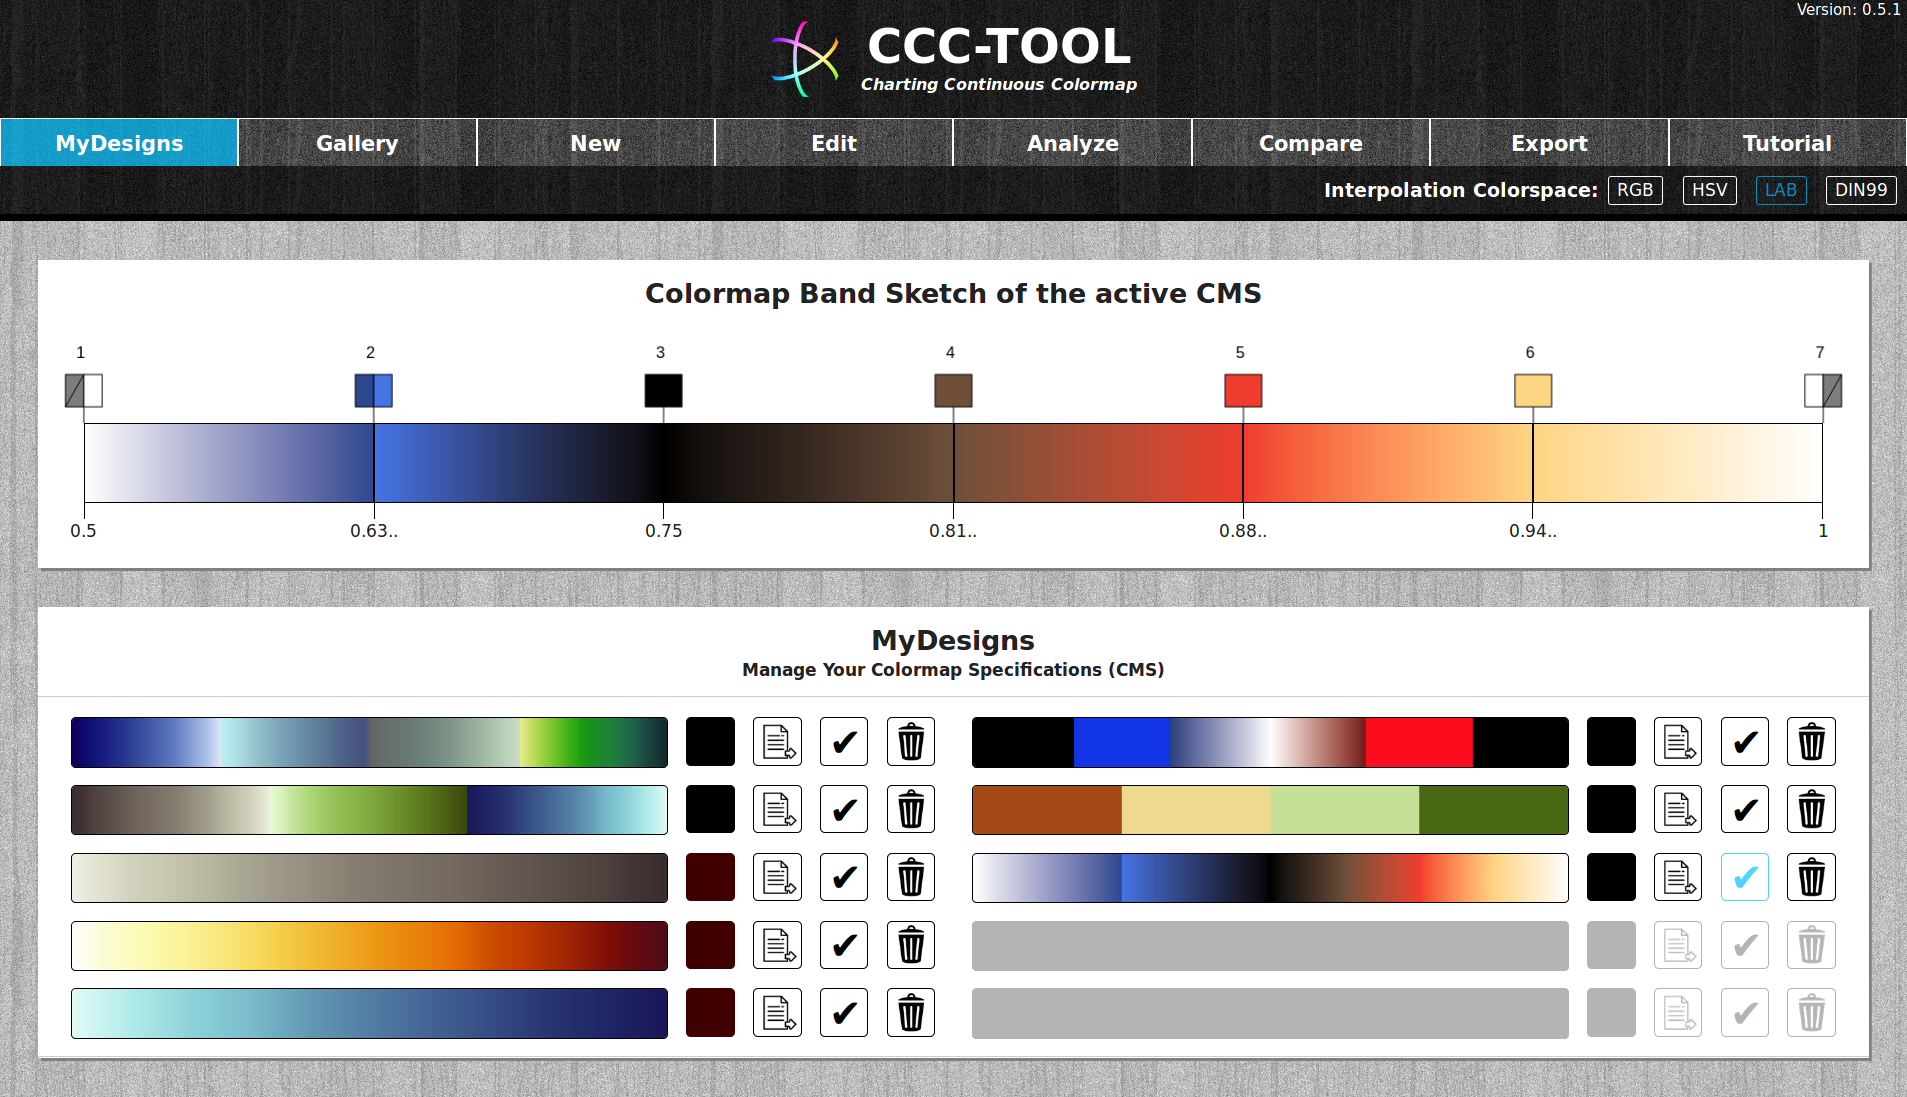 Version: 0.5.1
CCC-TOOL
Charting Continuous Colormap
MyDesigns Gallery New Edit Analyze Compare Export Tutorial
Interpolation Colorspace: RGB HSV LAB DIN99
Colormap Band Sketch of the active CMS
1 2 3 4 5 6 7
0.5 0.63.. 0.75 0.81.. 0.88.. 0.94.. 1
MyDesigns
Manage Your Colormap Specifications (CMS)